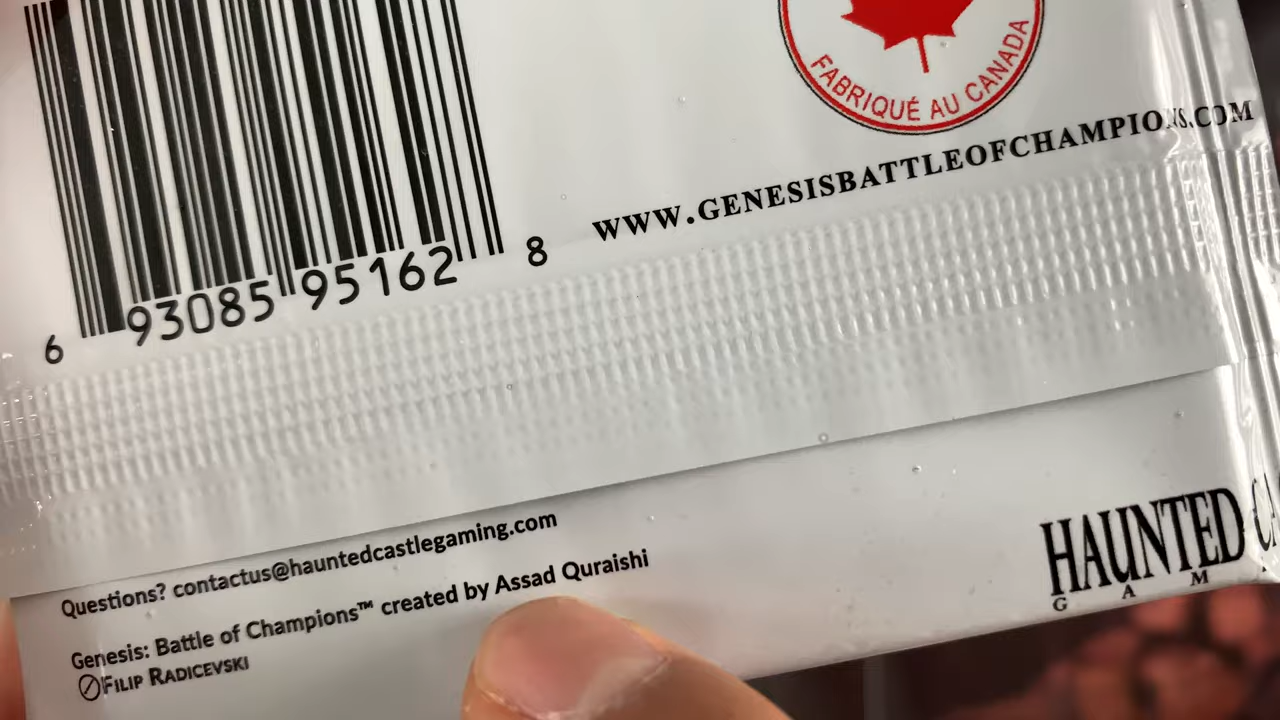 FABRIQUÉ AU CANADA
WWW.GENESISBATTLEOFCHAMPIONS.COM
6 93085 95162 8
Questions? contactus@hauntedcastlegaming.com
Genesis: Battle of Champions™ created by Assad Quraishi
FILIP RADICEVSKI
HAUNTED CA
G A M